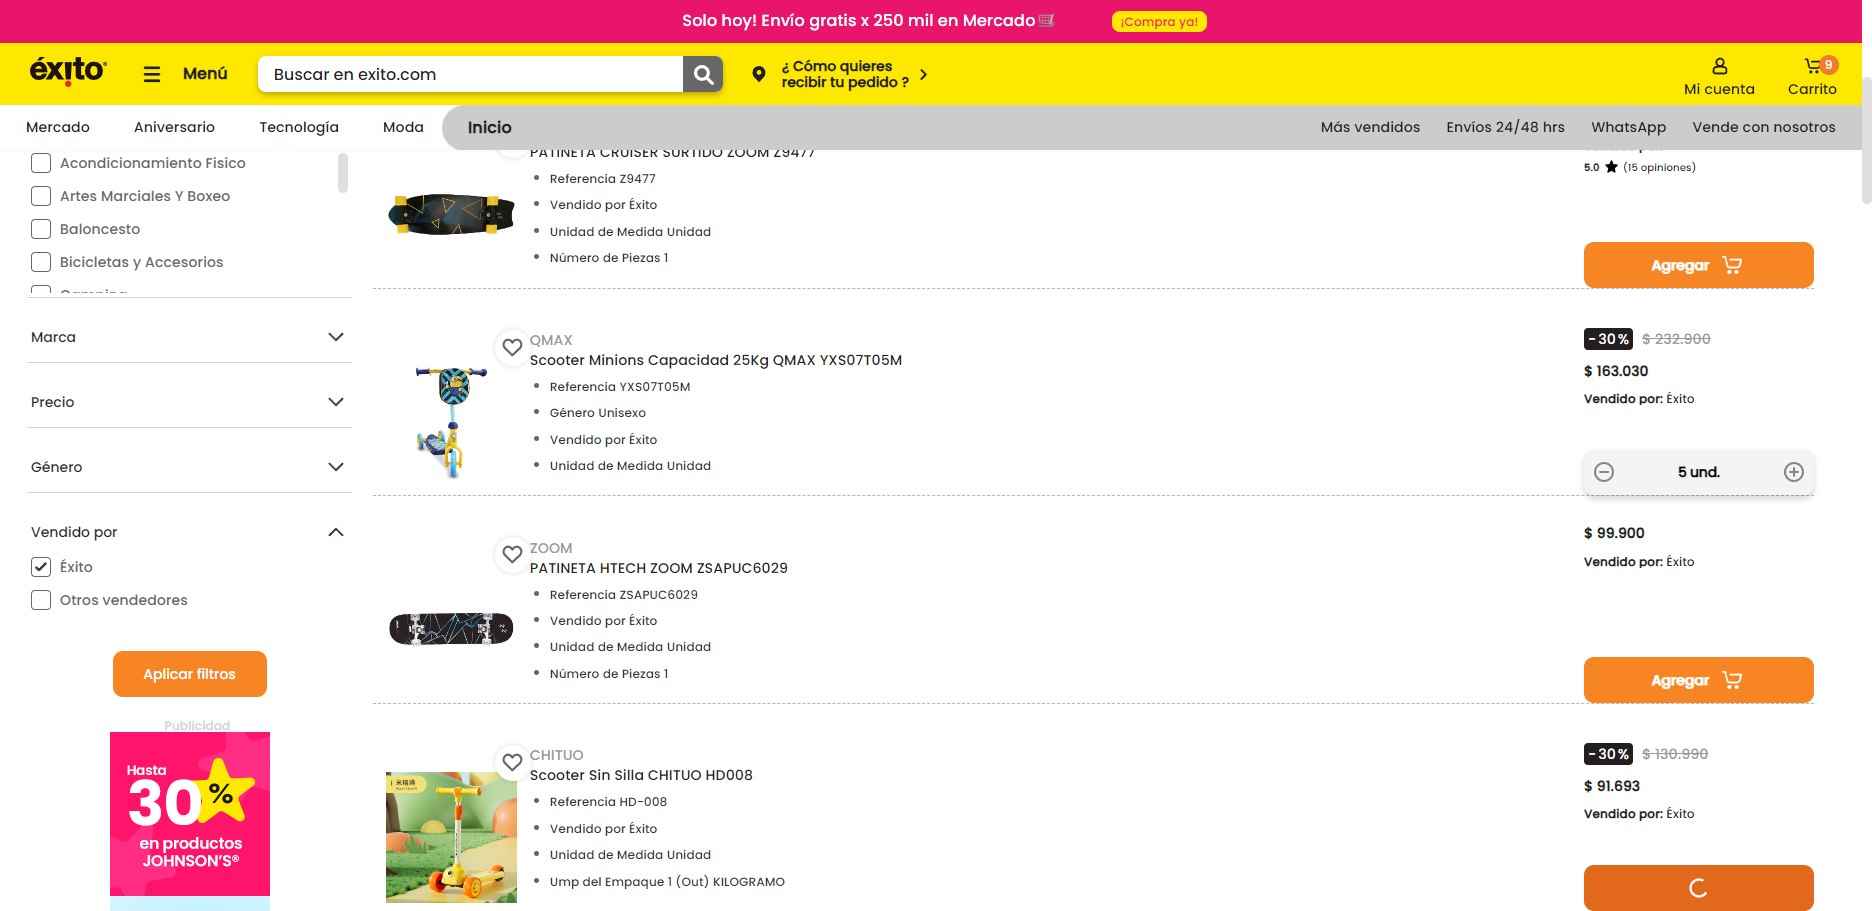 Solo hoy! Envío gratis x 250 mil en Mercado
¡Compra ya!
éxito
Menú
Buscar en exito.com
¿ Cómo quieres
recibir tu pedido ?
Mi cuenta
9
Carrito
Mercado
Aniversario
Tecnología
Moda
Inicio
Más vendidos
Envíos 24/48 hrs
WhatsApp
Vende con nosotros
Acondicionamiento Fisico
Artes Marciales Y Boxeo
Baloncesto
Bicicletas y Accesorios
Marca
Precio
Género
Vendido por
Éxito
Otros vendedores
Aplicar filtros
Publicidad
Hasta
30%
en productos
JOHNSON'S®
PATINETA CRUISER SURTIDO ZOOM Z9477
Referencia Z9477
Vendido por Éxito
Unidad de Medida Unidad
Número de Piezas 1
5.0 (15 opiniones)
Agregar
QMAX
Scooter Minions Capacidad 25Kg QMAX YXS07T05M
Referencia YXS07T05M
Género Unisexo
Vendido por Éxito
Unidad de Medida Unidad
-30% $ 232.900
$ 163.030
Vendido por: Éxito
5 und.
ZOOM
PATINETA HTECH ZOOM ZSAPUC6029
Referencia ZSAPUC6029
Vendido por Éxito
Unidad de Medida Unidad
Número de Piezas 1
$ 99.900
Vendido por: Éxito
Agregar
CHITUO
Scooter Sin Silla CHITUO HD008
Referencia HD-008
Vendido por Éxito
Unidad de Medida Unidad
Ump del Empaque 1 (Out) KILOGRAMO
-30% $ 130.990
$ 91.693
Vendido por: Éxito